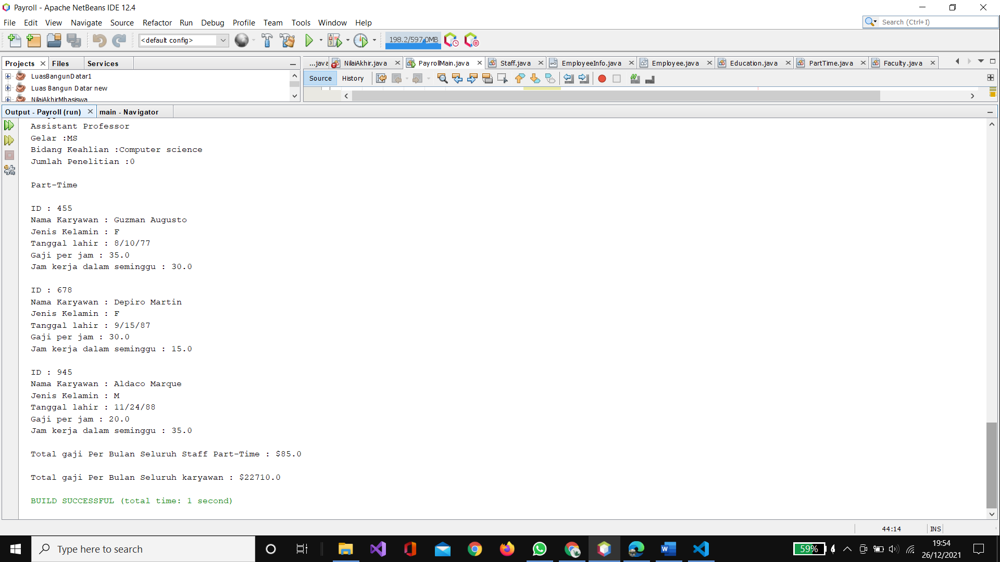 Payroll - Apache NetBeans IDE 12.4
File Edit View Navigate Source Refactor Run Debug Profile Team Tools Window Help
Search (Ctrl+I)
<default config>
198.2/597.0MB
Projects Files Services
...java NilaiAkhir.java PayrollMain.java Staff.java EmployeeInfo.java Employee.java Education.java PartTime.java Faculty.java
LuasBangunDatar1
Luas Bangun Datar new
NilaiAkhirMhasiswa
Source History
Output - Payroll (run) main - Navigator
Assistant Professor
Gelar :MS
Bidang Keahlian :Computer science
Jumlah Penelitian :0
Part-Time
ID : 455
Nama Karyawan : Guzman Augusto
Jenis Kelamin : F
Tanggal lahir : 8/10/77
Gaji per jam : 35.0
Jam kerja dalam seminggu : 30.0
ID : 678
Nama Karyawan : Depiro Martin
Jenis Kelamin : F
Tanggal lahir : 9/15/87
Gaji per jam : 30.0
Jam kerja dalam seminggu : 15.0
ID : 945
Nama Karyawan : Aldaco Marque
Jenis Kelamin : M
Tanggal lahir : 11/24/88
Gaji per jam : 20.0
Jam kerja dalam seminggu : 35.0
Total gaji Per Bulan Seluruh Staff Part-Time : $85.0
Total gaji Per Bulan Seluruh karyawan : $22710.0
BUILD SUCCESSFUL (total time: 1 second)
44:14 INS
Type here to search
59%
19:54
26/12/2021